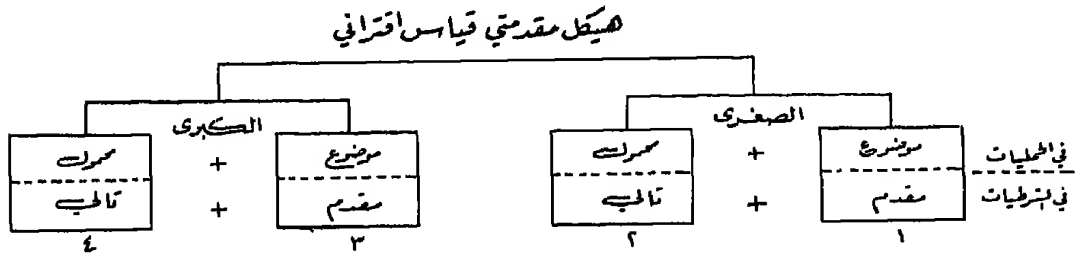 هيكل مقدمتي قياس اقتراني
الصغرى
الكبرى
في الحمليات موضوع + محمول موضوع + محمول
في الشرطيات مقدم + تالي مقدم + تالي
١ ٢ ٣ ٤